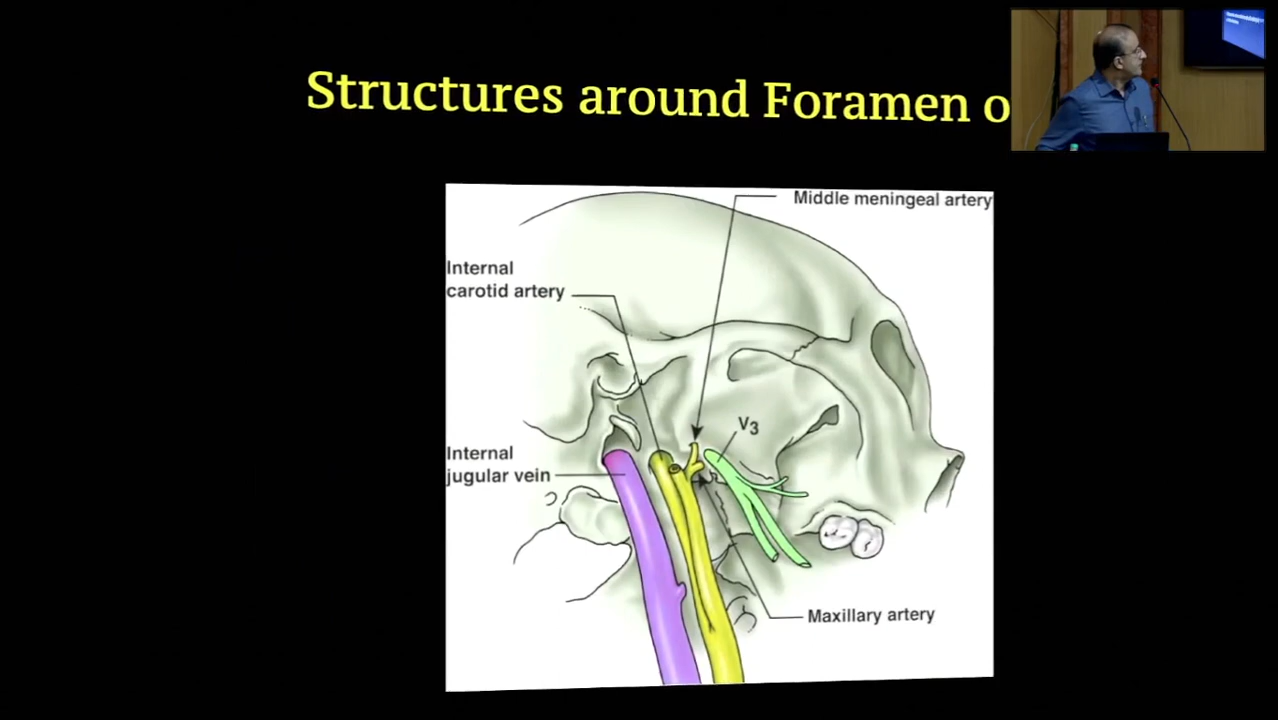 Structures around Foramen o
Middle meningeal artery
Internal
carotid artery
V3
Internal
jugular vein
Maxillary artery